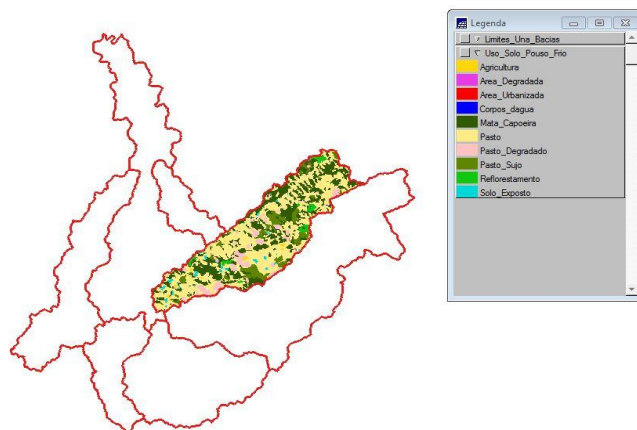 Legenda
Limites_Una_Bacias
Uso_Solo_Pouso_Frio
Agricultura
Area_Degradada
Area_Urbanizada
Corpos_dagua
Mata_Capoeira
Pasto
Pasto_Degradado
Pasto_Sujo
Reflorestamento
Solo_Exposto